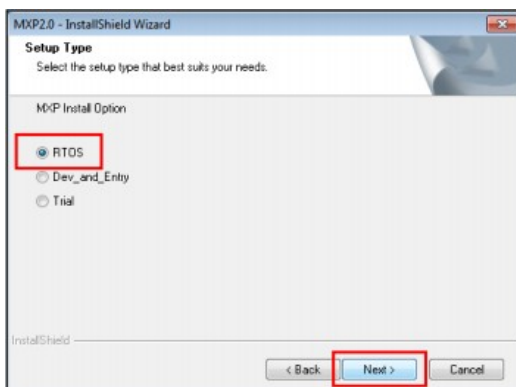 MXP2.0 - InstallShield Wizard
Setup Type
Select the setup type that best suits your needs.
MXP Install Option
RTOS
Dev_and_Entry
Trial
InstallShield
< Back Next > Cancel